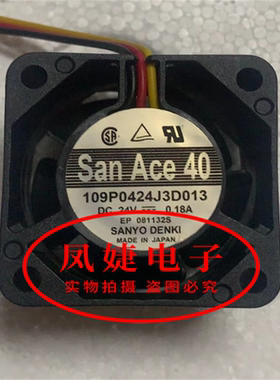 San Ace 40
109P0424J3D013
DC 24V 0.18A
EP 081132S
SANYO DENKI
MADE IN JAPAN
凤婕电子
实物拍摄 盗图必究